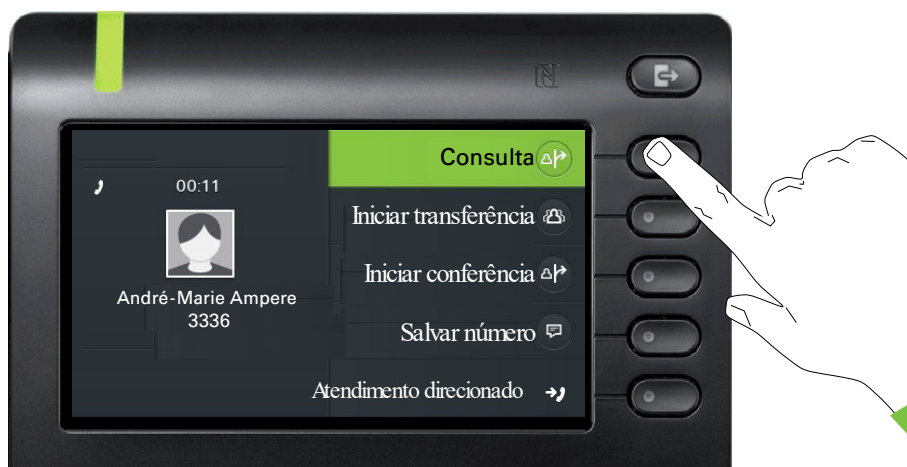 Consulta
00:11
Iniciar transferência
Iniciar conferência
André-Marie Ampere
3336
Salvar número
Atendimento direcionado